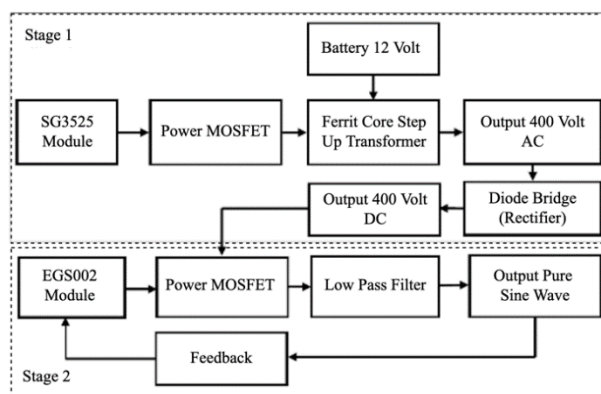 Stage 1
Battery 12 Volt
SG3525
Module
Power MOSFET
Ferrit Core Step
Up Transformer
Output 400 Volt
AC
Output 400 Volt
DC
Diode Bridge
(Rectifier)
EGS002
Module
Power MOSFET
Low Pass Filter
Output Pure
Sine Wave
Feedback
Stage 2